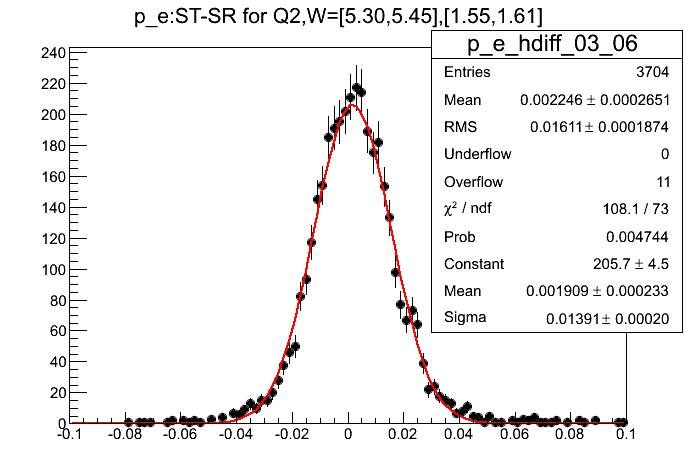 p_e:ST-SR for Q2,W=[5.30,5.45],[1.55,1.61]
p_e_hdiff_03_06
Entries 3704
Mean 0.002246 ± 0.0002651
RMS 0.01611 ± 0.0001874
Underflow 0
Overflow 11
χ² / ndf 108.1 / 73
Prob 0.004744
Constant 205.7 ± 4.5
Mean 0.001909 ± 0.000233
Sigma 0.01391 ± 0.00020
240
220
200
180
160
140
120
100
80
60
40
20
0
-0.1 -0.08 -0.06 -0.04 -0.02 0 0.02 0.04 0.06 0.08 0.1